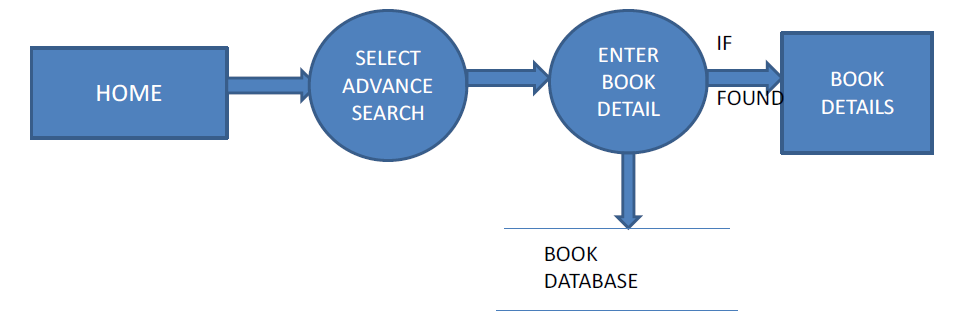 HOME
SELECT
ADVANCE
SEARCH
ENTER
BOOK
DETAIL
IF
FOUND
BOOK
DETAILS
BOOK
DATABASE